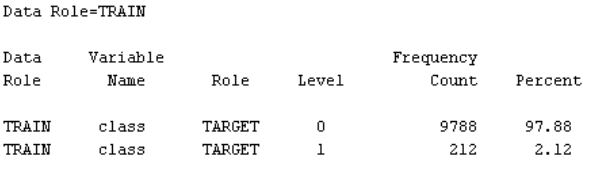 Data Role=TRAIN
Data Variable Frequency
Role Name Role Level Count Percent
TRAIN class TARGET 0 9788 97.88
TRAIN class TARGET 1 212 2.12